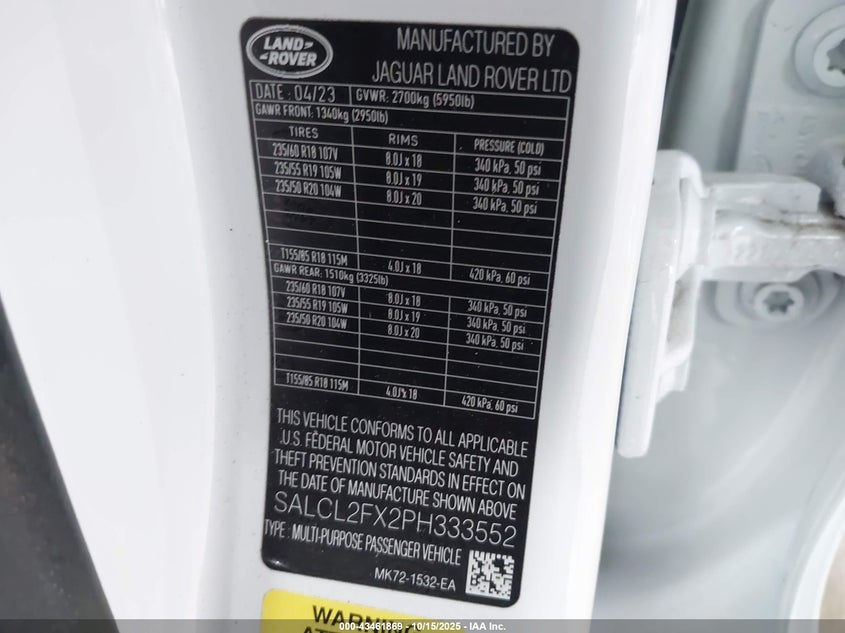 LAND
ROVER
MANUFACTURED BY
JAGUAR LAND ROVER LTD
DATE : 04/23 GVWR: 2700kg (5950lb)
GAWR FRONT: 1340kg (2950lb)
TIRES RIMS PRESSURE (COLD)
235/60 R18 107V 8.0J x 18 340 kPa, 50 psi
235/55 R19 105W 8.0J x 19 340 kPa, 50 psi
235/50 R20 104W 8.0J x 20 340 kPa, 50 psi
T155/85 R18 115M 4.0J x 18 420 kPa, 60 psi
GAWR REAR: 1510kg (3325lb)
235/60 R18 107V 8.0J x 18 340 kPa, 50 psi
235/55 R19 105W 8.0J x 19 340 kPa, 50 psi
235/50 R20 104W 8.0J x 20 340 kPa, 50 psi
T155/85 R18 115M 4.0J x 18 420 kPa, 60 psi
THIS VEHICLE CONFORMS TO ALL APPLICABLE
U.S. FEDERAL MOTOR VEHICLE SAFETY AND
THEFT PREVENTION STANDARDS IN EFFECT ON
THE DATE OF MANUFACTURE SHOWN ABOVE
SALCL2FX2PH333552
TYPE : MULTI-PURPOSE PASSENGER VEHICLE
MK72-1532-EA
WARNING
000-43461869 - 10/15/2025 - IAA Inc.